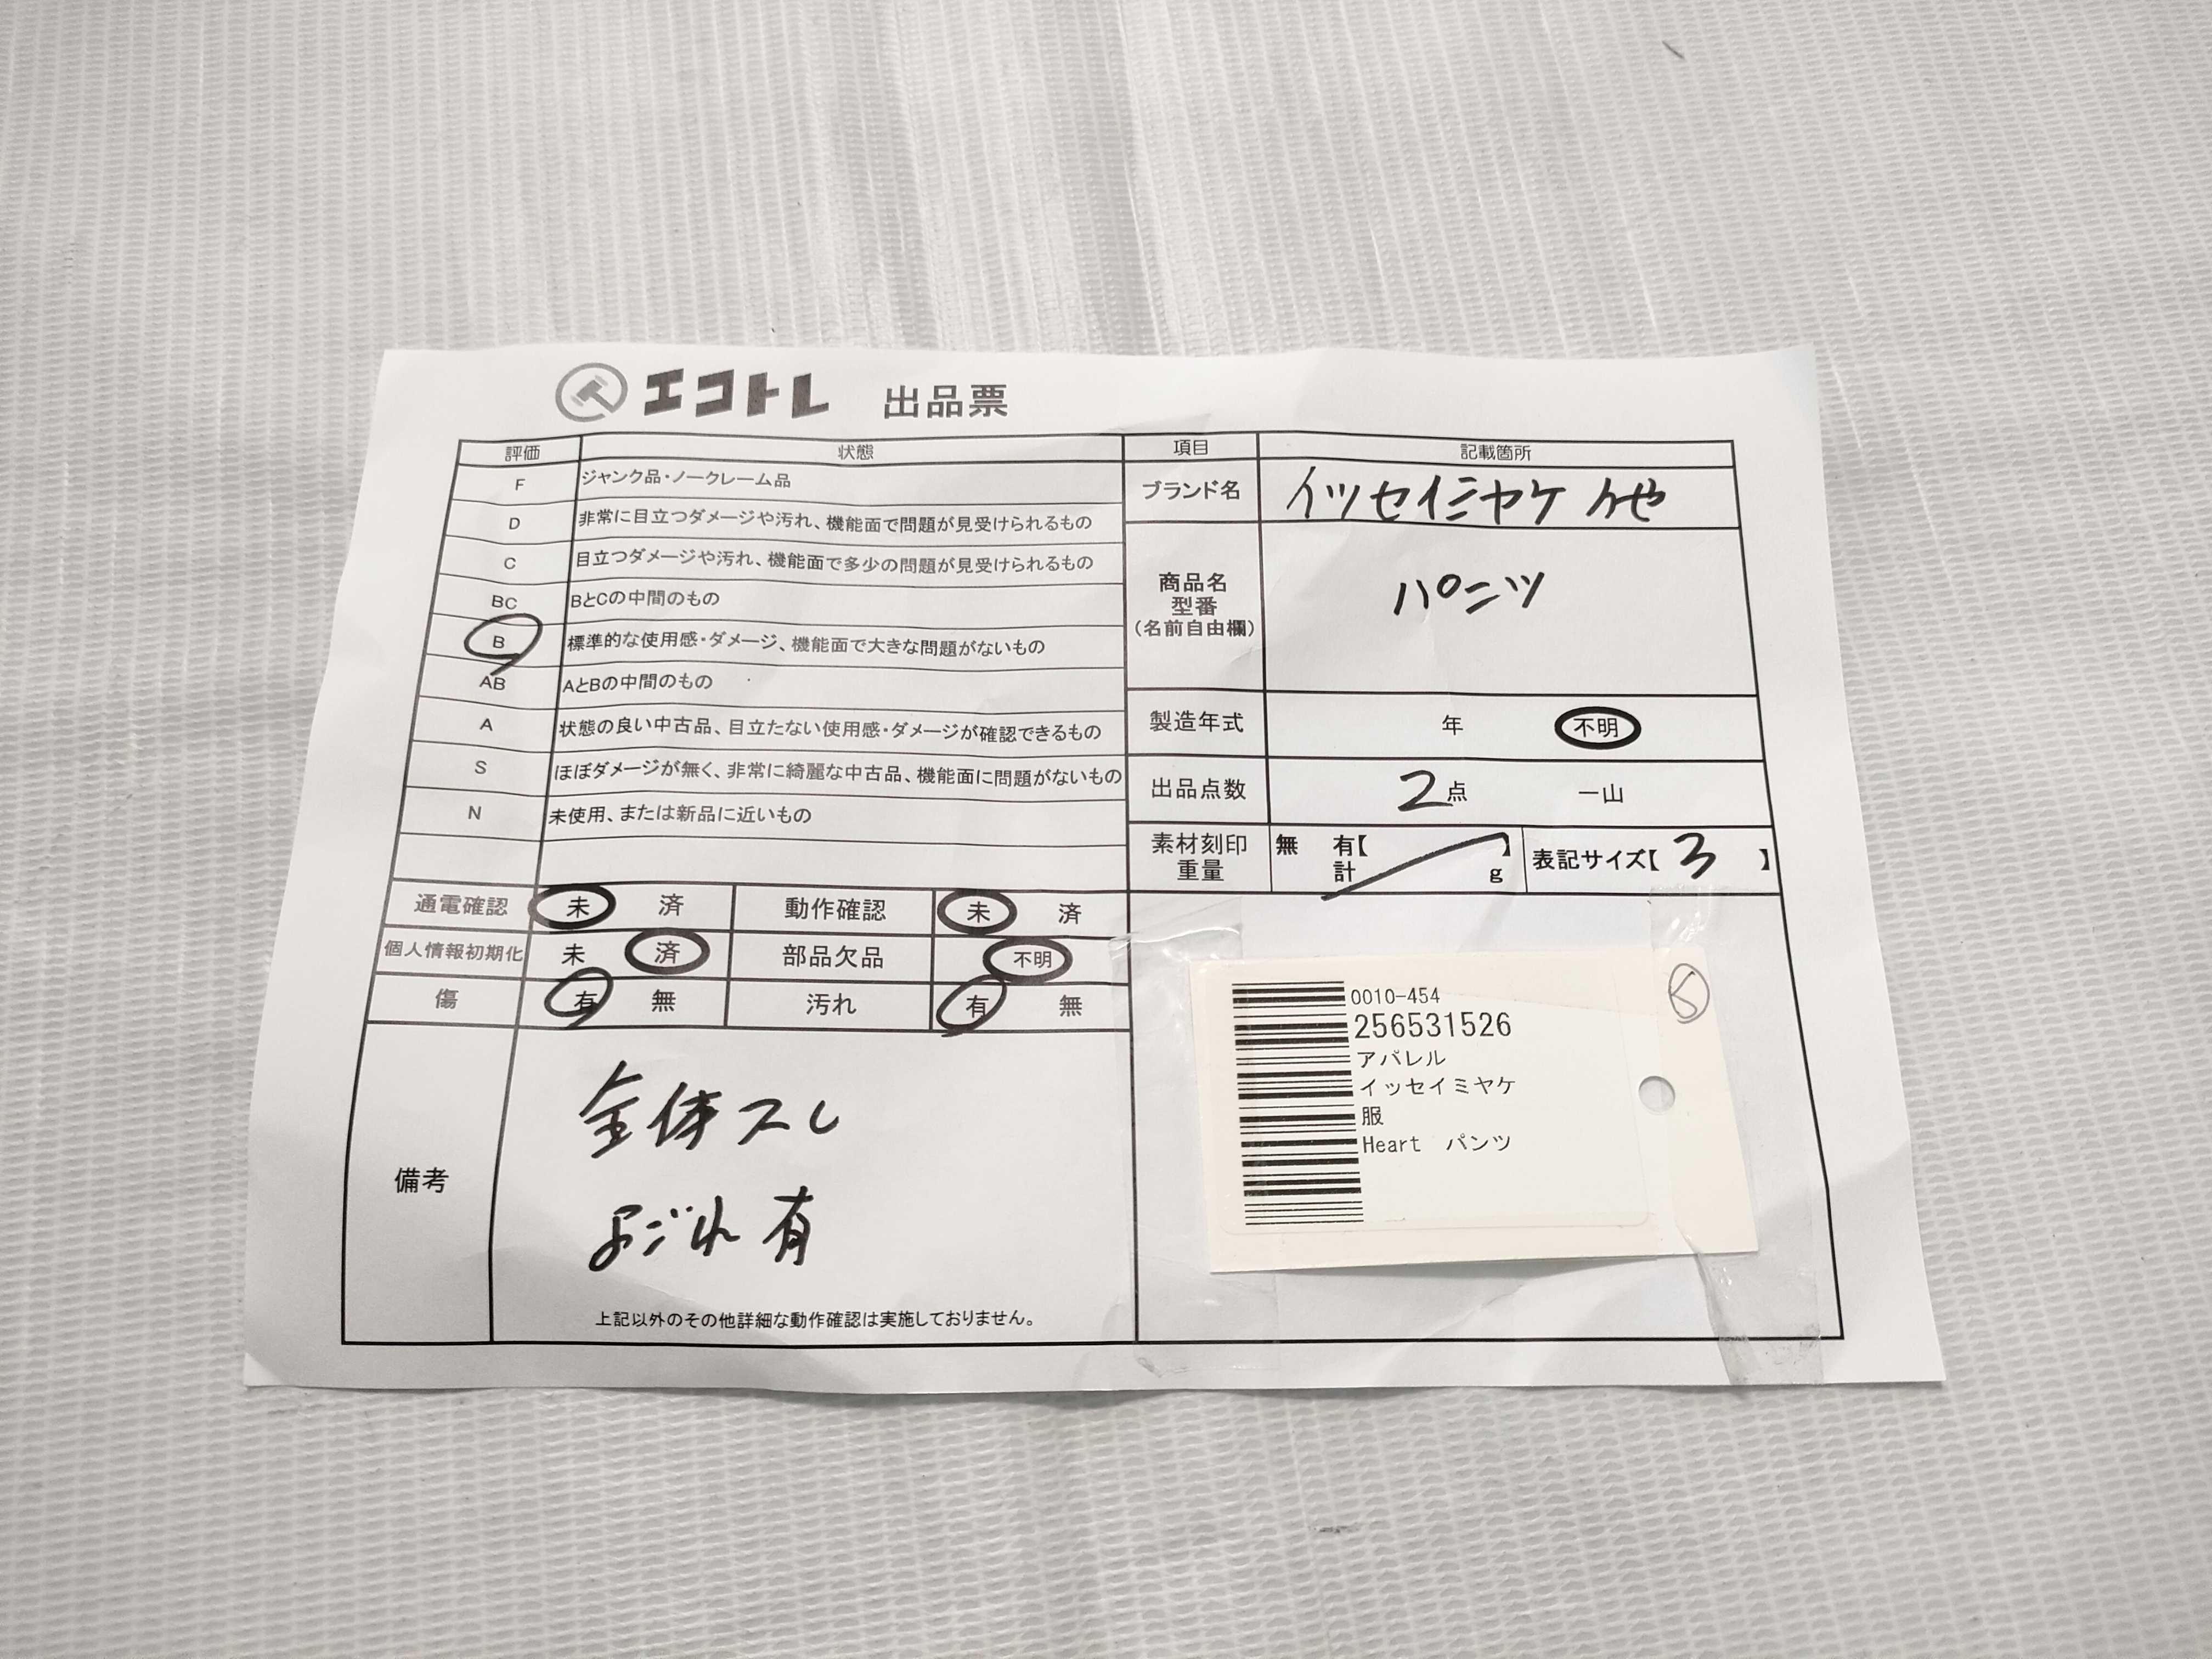 エコトレ 出品票
評価 状態
F ジャンク品・ノークレーム品
D 非常に目立つダメージや汚れ、機能面で問題が見受けられるもの
C 目立つダメージや汚れ、機能面で多少の問題が見受けられるもの
BC BとCの中間のもの
B 標準的な使用感・ダメージ、機能面で大きな問題がないもの
AB AとBの中間のもの
A 状態の良い中古品、目立たない使用感・ダメージが確認できるもの
S ほぼダメージが無く、非常に綺麗な中古品、機能面に問題がないもの
N 未使用、または新品に近いもの
項目 記載箇所
ブランド名 イッセイミヤケ 他
商品名
型番
(名前自由欄)
パンツ
製造年式 年 不明
出品点数 2点 一山
素材刻印 無 有【 】
重量 計 g
表記サイズ【 3 】
通電確認 未 済 動作確認 未 済
個人情報初期化 未 済 部品欠品 不明
傷 有 無 汚れ 有 無
備考
全体スレ
よごれ有
上記以外のその他詳細な動作確認は実施しておりません。
0010-454
256531526
アパレル
イッセイミヤケ
服
Heart パンツ